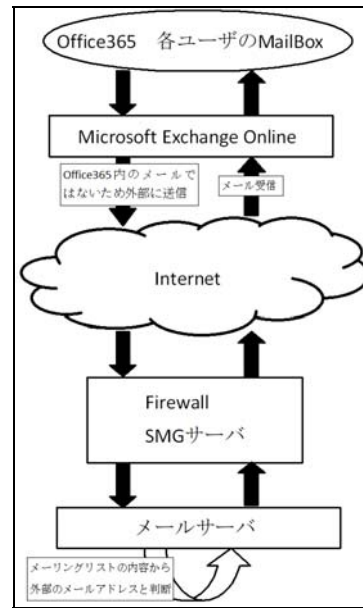 Office365 各ユーザのMailBox
Microsoft Exchange Online
Office365内のメールで
はないため外部に送信
メール受信
Internet
Firewall
SMGサーバ
メールサーバ
メーリングリストの内容から
外部のメールアドレスと判断